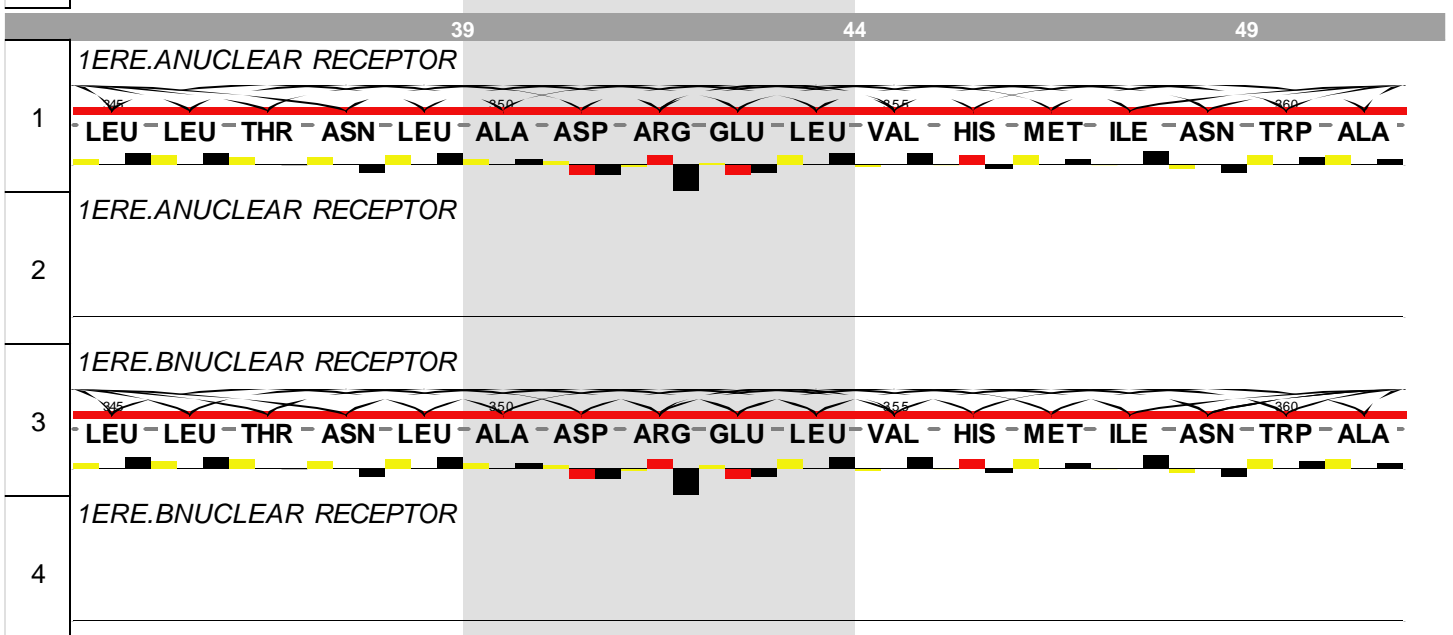 39 44 49
1ERE.ANUCLEAR RECEPTOR
345 350 355 360
1
LEU LEU THR ASN LEU ALA ASP ARG GLU LEU VAL HIS MET ILE ASN TRP ALA
1ERE.ANUCLEAR RECEPTOR
2
1ERE.BNUCLEAR RECEPTOR
345 350 355 360
3
LEU LEU THR ASN LEU ALA ASP ARG GLU LEU VAL HIS MET ILE ASN TRP ALA
1ERE.BNUCLEAR RECEPTOR
4